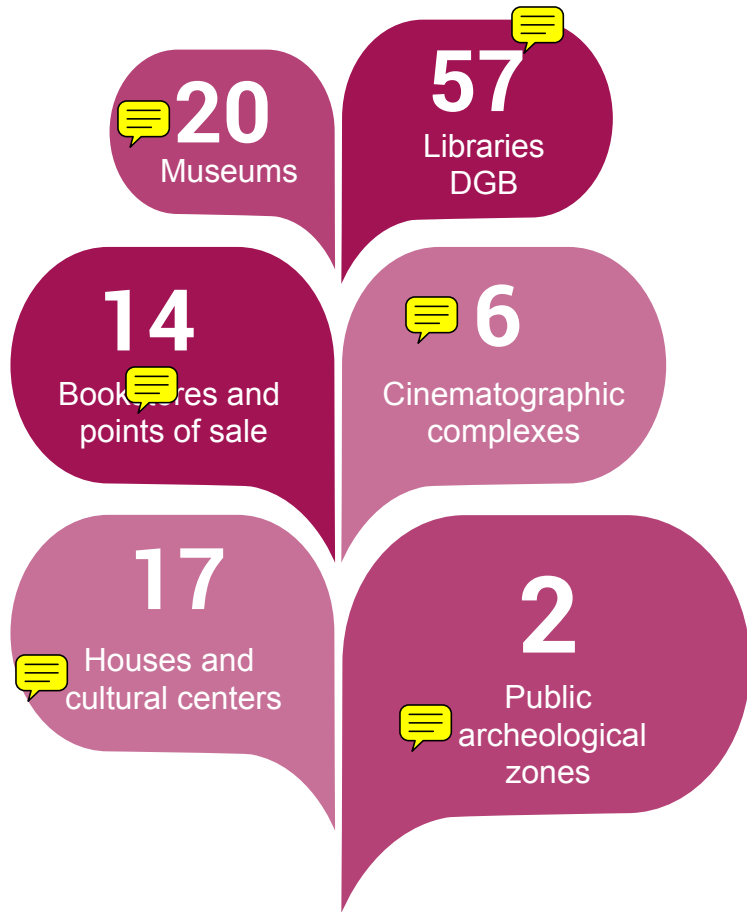 20
Museums
57
Libraries
DGB
14
Bookstores and
points of sale
6
Cinematographic
complexes
17
Houses and
cultural centers
2
Public
archeological
zones